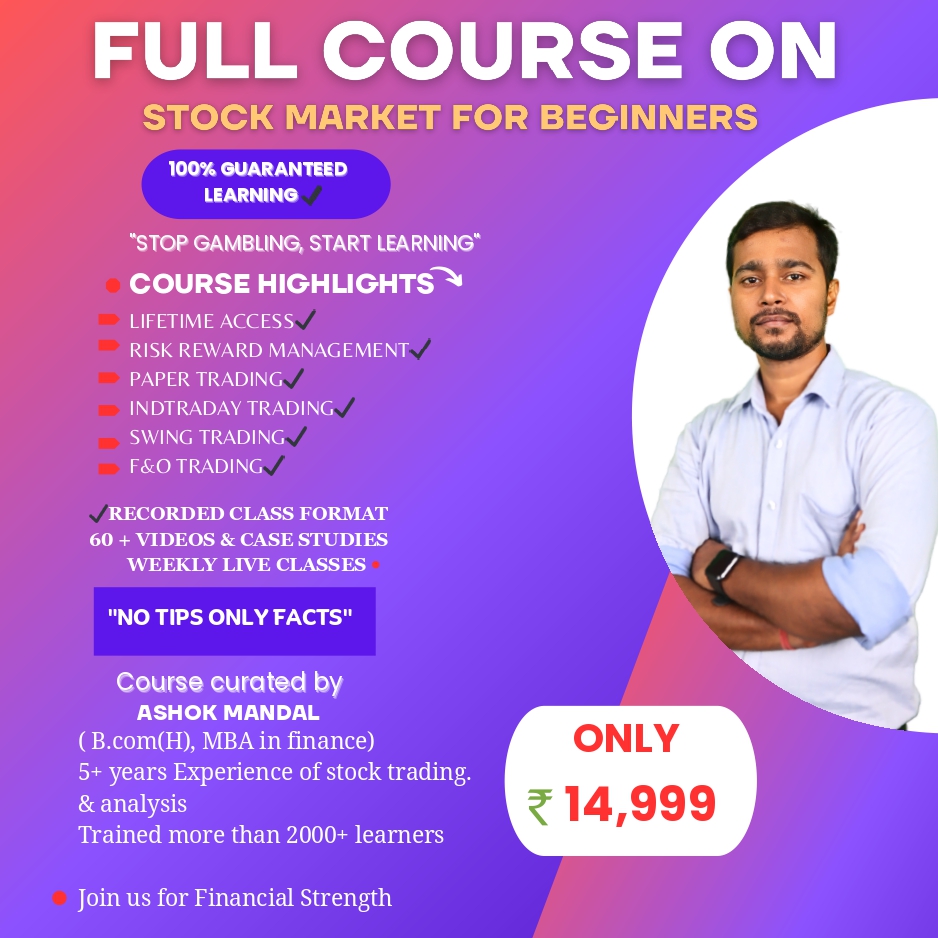 FULL COURSE ON
STOCK MARKET FOR BEGINNERS
100% GUARANTEED
LEARNING ✔
"STOP GAMBLING, START LEARNING"
COURSE HIGHLIGHTS
LIFETIME ACCESS✔
RISK REWARD MANAGEMENT✔
PAPER TRADING✔
INDTRADAY TRADING✔
SWING TRADING✔
F&O TRADING✔
✔RECORDED CLASS FORMAT
60 + VIDEOS & CASE STUDIES
WEEKLY LIVE CLASSES
"NO TIPS ONLY FACTS"
Course curated by
ASHOK MANDAL
( B.com(H), MBA in finance)
5+ years Experience of stock trading.
& analysis
Trained more than 2000+ learners
ONLY
₹ 14,999
Join us for Financial Strength